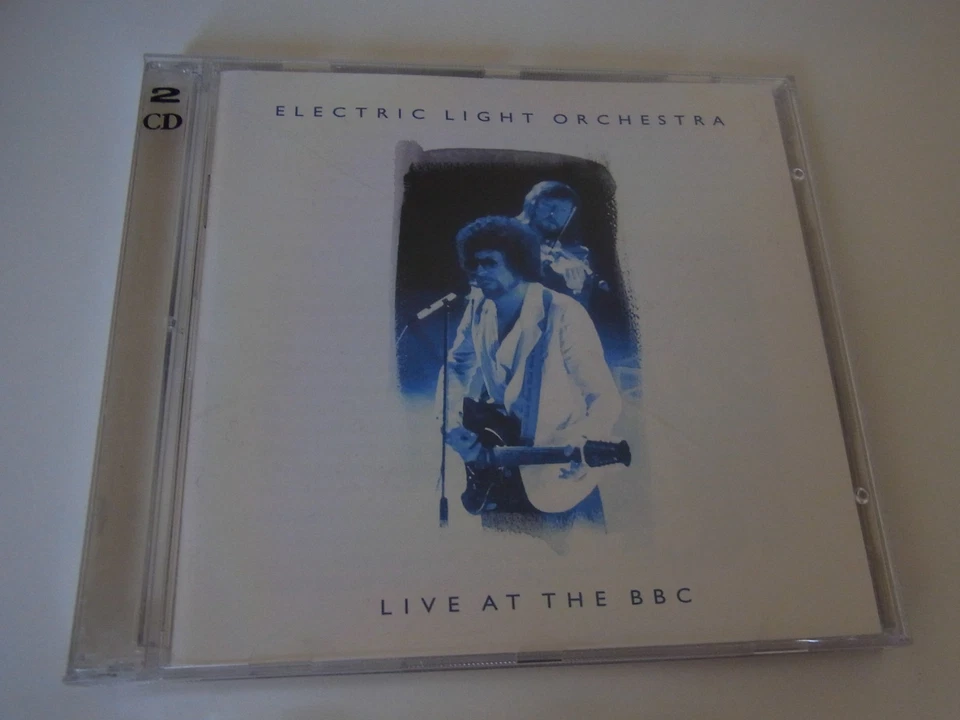 2
CD
ELECTRIC LIGHT ORCHESTRA
LIVE AT THE BBC